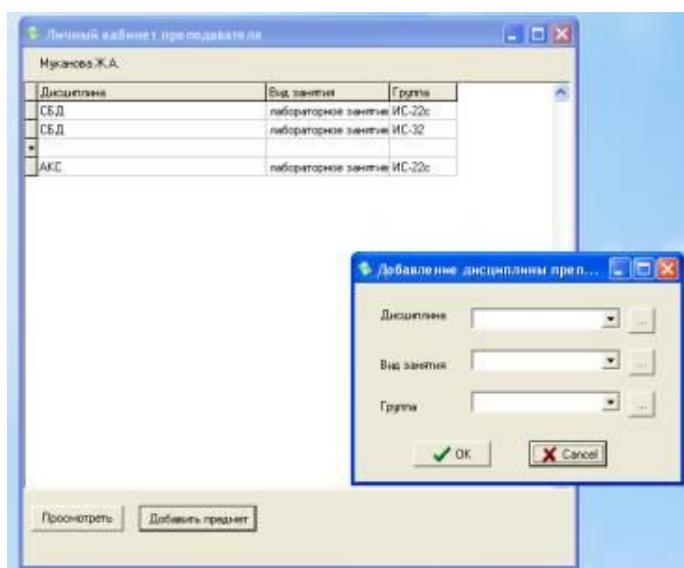 Личный кабинет преподавателя
Муканова Ж.А.
Дисциплина Вид занятия Группа
СБД лабораторное занятие ИС-22с
СБД лабораторное занятие ИС-32
*
АКС лабораторное занятие ИС-22с
Добавление дисциплины преп...
Дисциплина ...
Вид занятия ...
Группа ...
OK Cancel
Просмотреть Добавить предмет